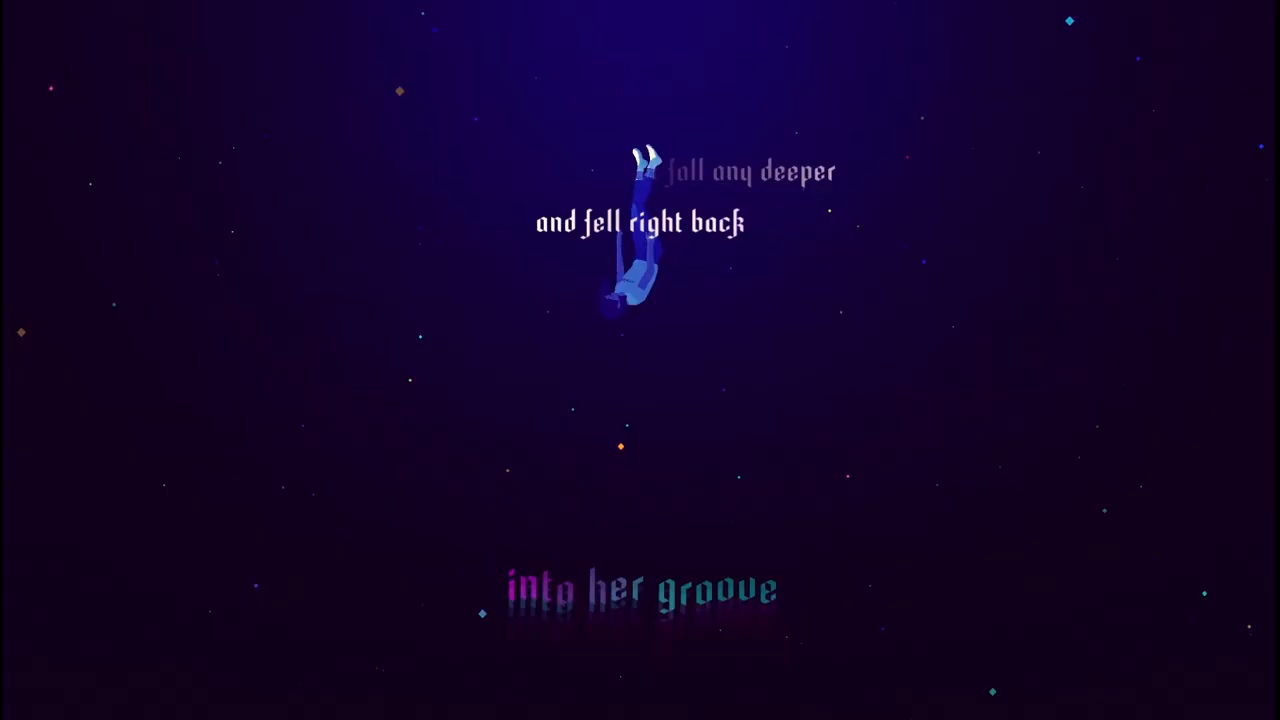 fall any deeper
and fell right back
into her groove